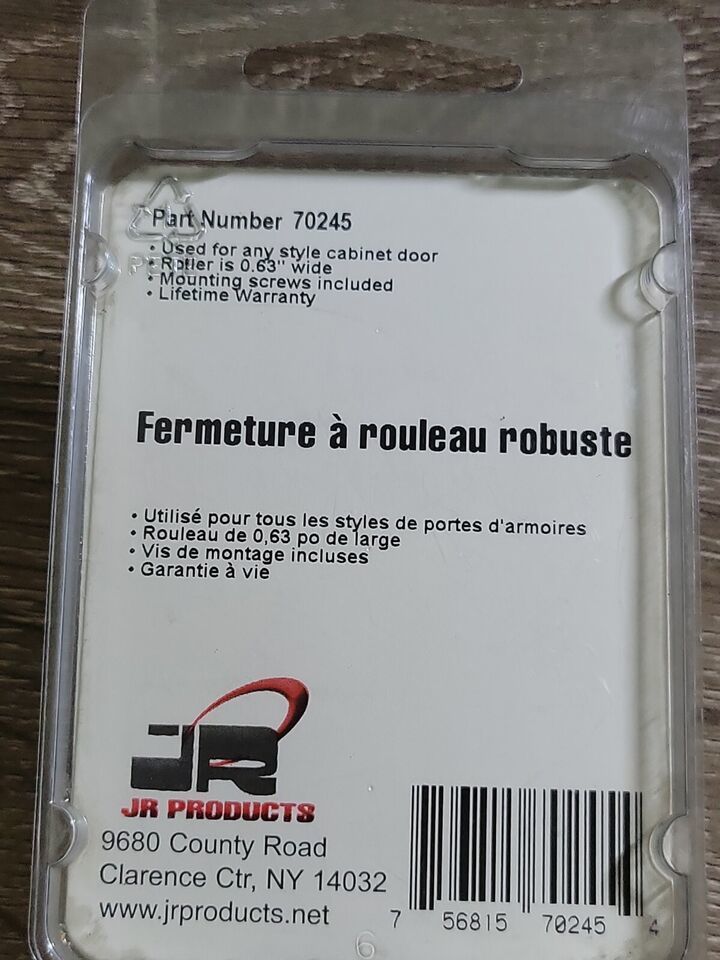 Part Number 70245
• Used for any style cabinet door
• Roller is 0.63" wide
• Mounting screws included
• Lifetime Warranty
Fermeture à rouleau robuste
• Utilisé pour tous les styles de portes d'armoires
• Rouleau de 0,63 po de large
• Vis de montage incluses
• Garantie à vie
JR
JR PRODUCTS
9680 County Road
Clarence Ctr, NY 14032
www.jrproducts.net
7 56815 70245 4
6